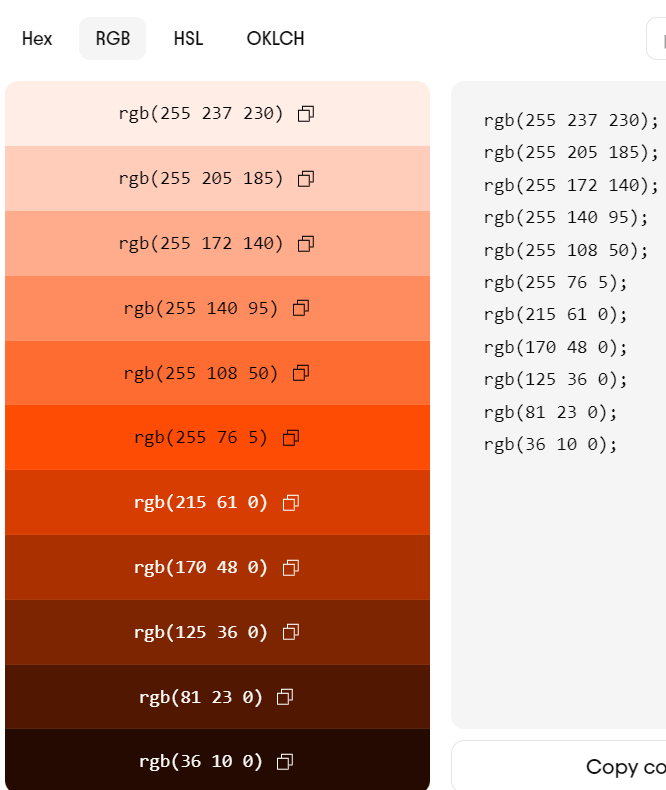 Hex RGB HSL OKLCH
rgb(255 237 230)
rgb(255 205 185)
rgb(255 172 140)
rgb(255 140 95)
rgb(255 108 50)
rgb(255 76 5)
rgb(215 61 0)
rgb(170 48 0)
rgb(125 36 0)
rgb(81 23 0)
rgb(36 10 0)
rgb(255 237 230);
rgb(255 205 185);
rgb(255 172 140);
rgb(255 140 95);
rgb(255 108 50);
rgb(255 76 5);
rgb(215 61 0);
rgb(170 48 0);
rgb(125 36 0);
rgb(81 23 0);
rgb(36 10 0);
Copy co